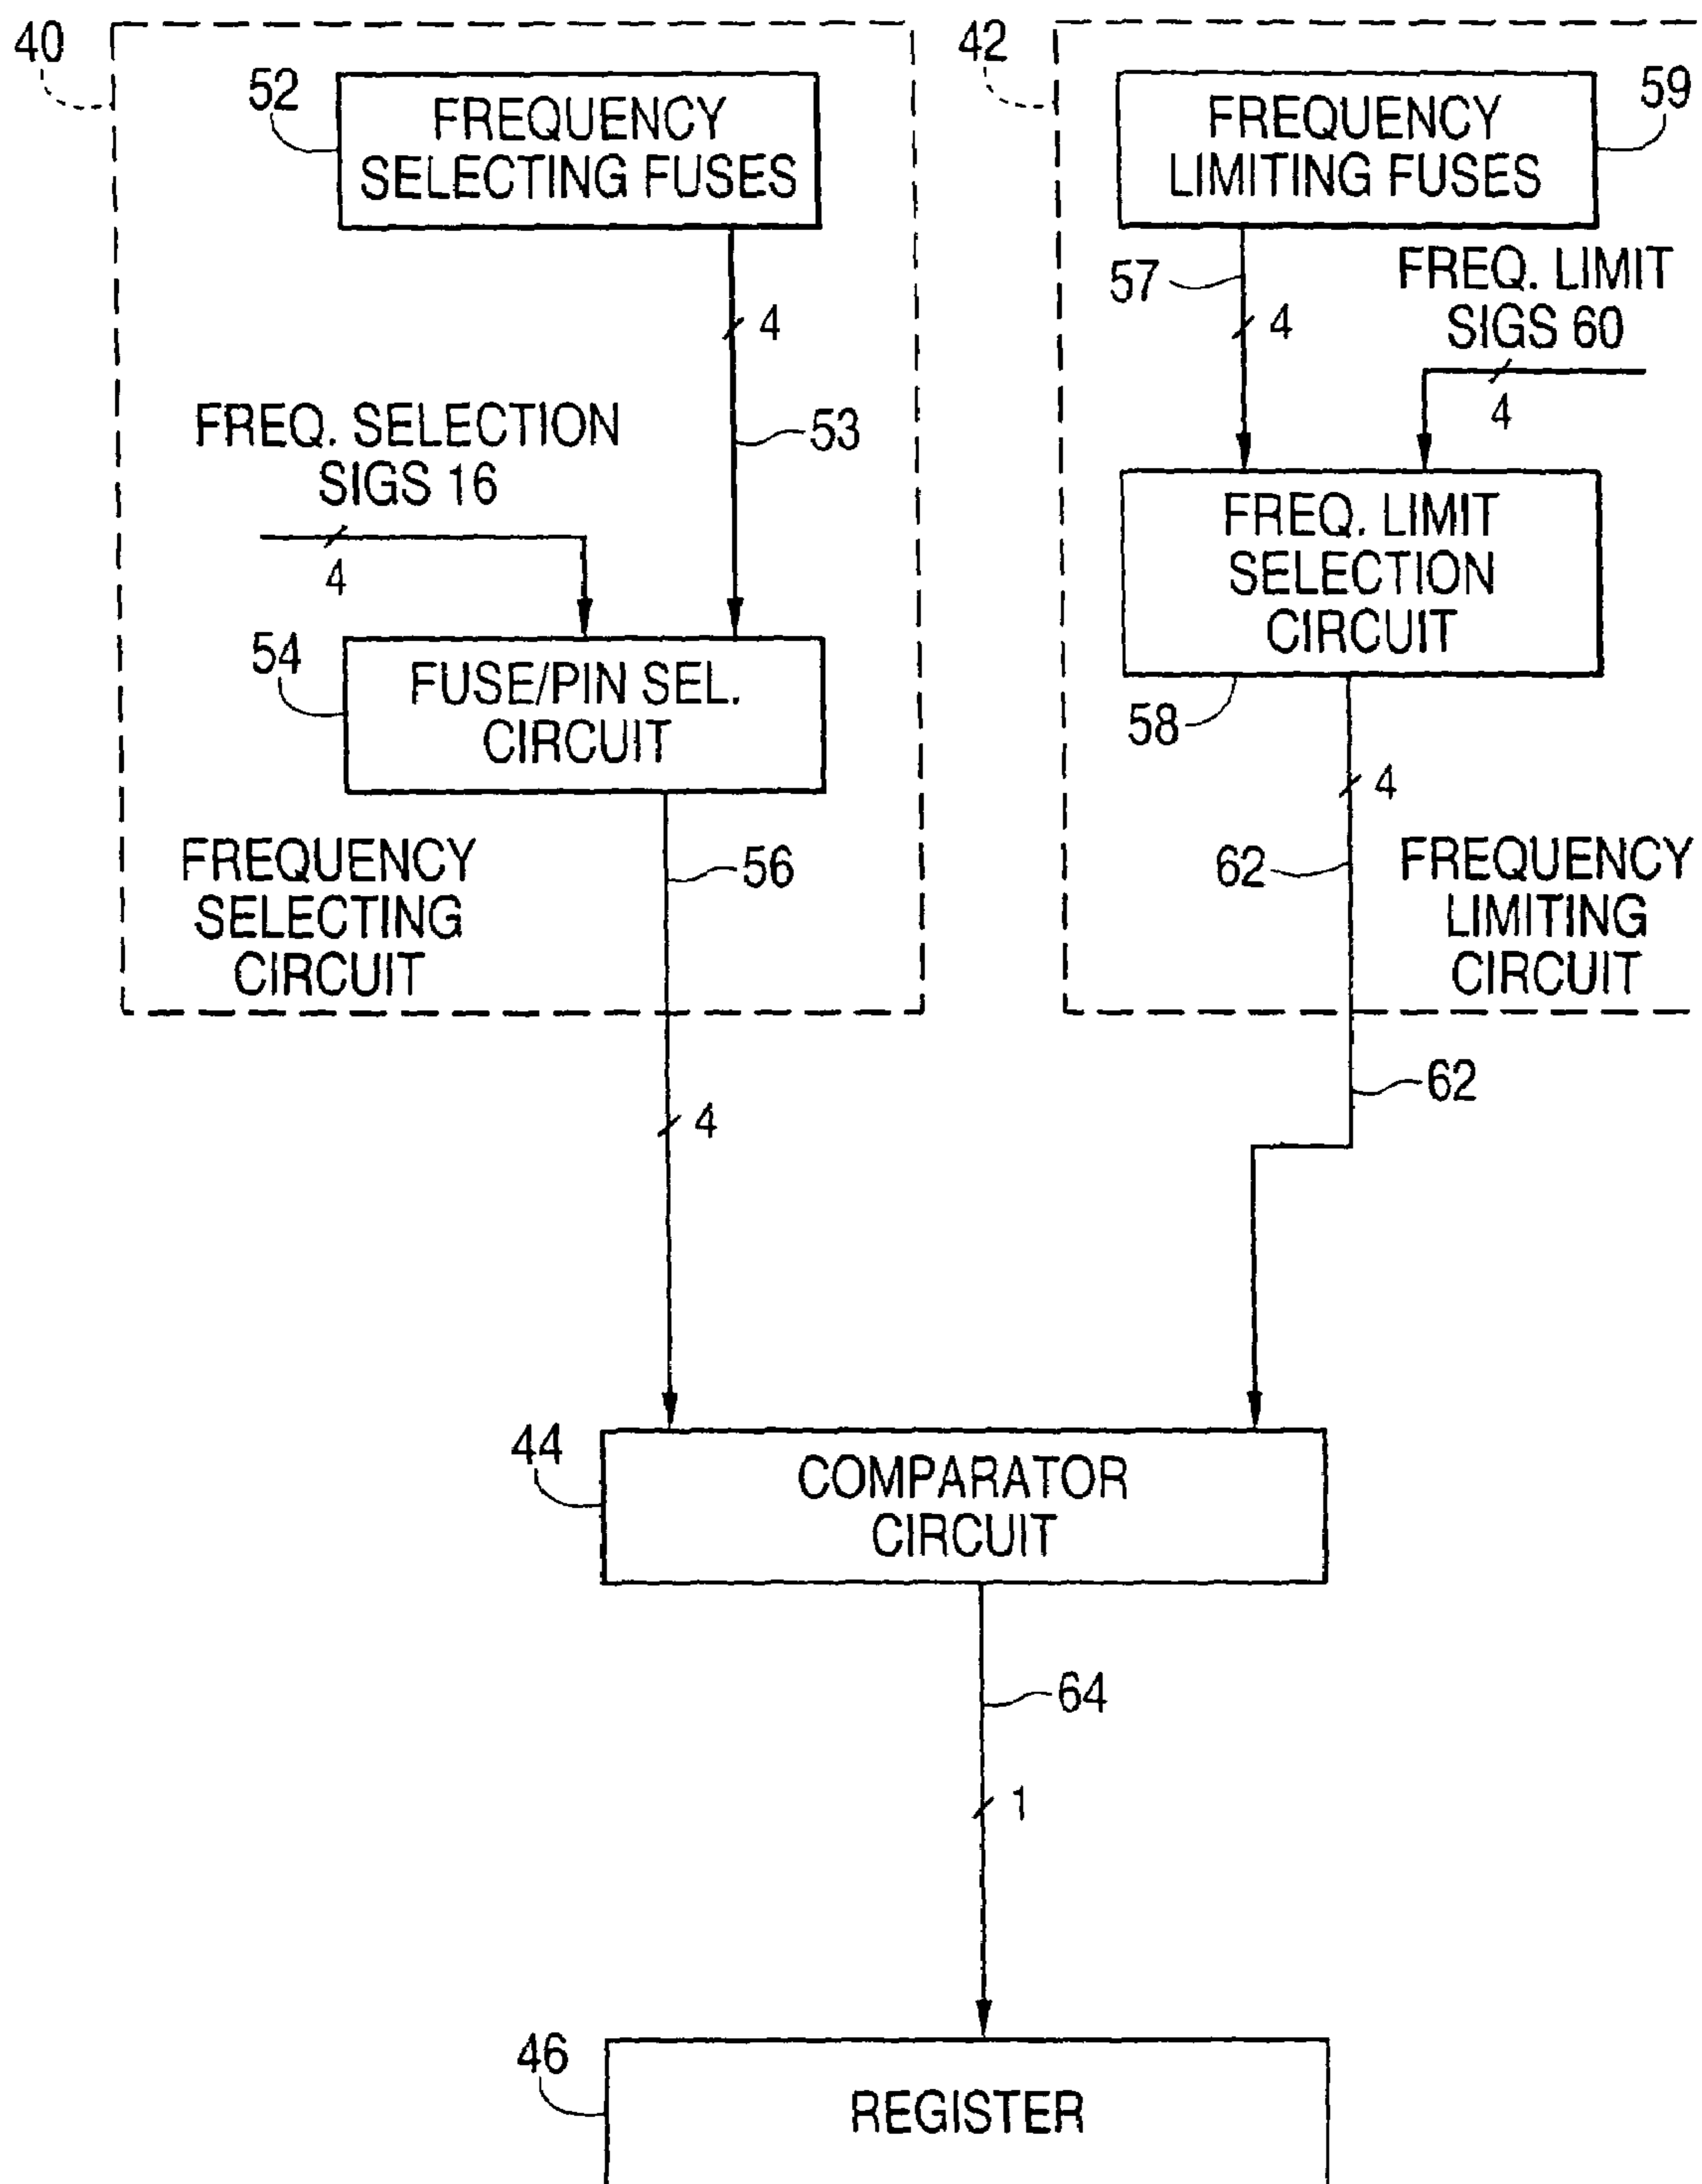 40
52
FREQUENCY
SELECTING FUSES
4
53
FREQ. SELECTION
SIGS 16
4
54
FUSE/PIN SEL.
CIRCUIT
56
FREQUENCY
SELECTING
CIRCUIT
4
42
59
FREQUENCY
LIMITING FUSES
57
4
FREQ. LIMIT
SIGS 60
4
FREQ. LIMIT
SELECTION
CIRCUIT
58
4
62
FREQUENCY
LIMITING
CIRCUIT
62
44
COMPARATOR
CIRCUIT
64
1
46
REGISTER